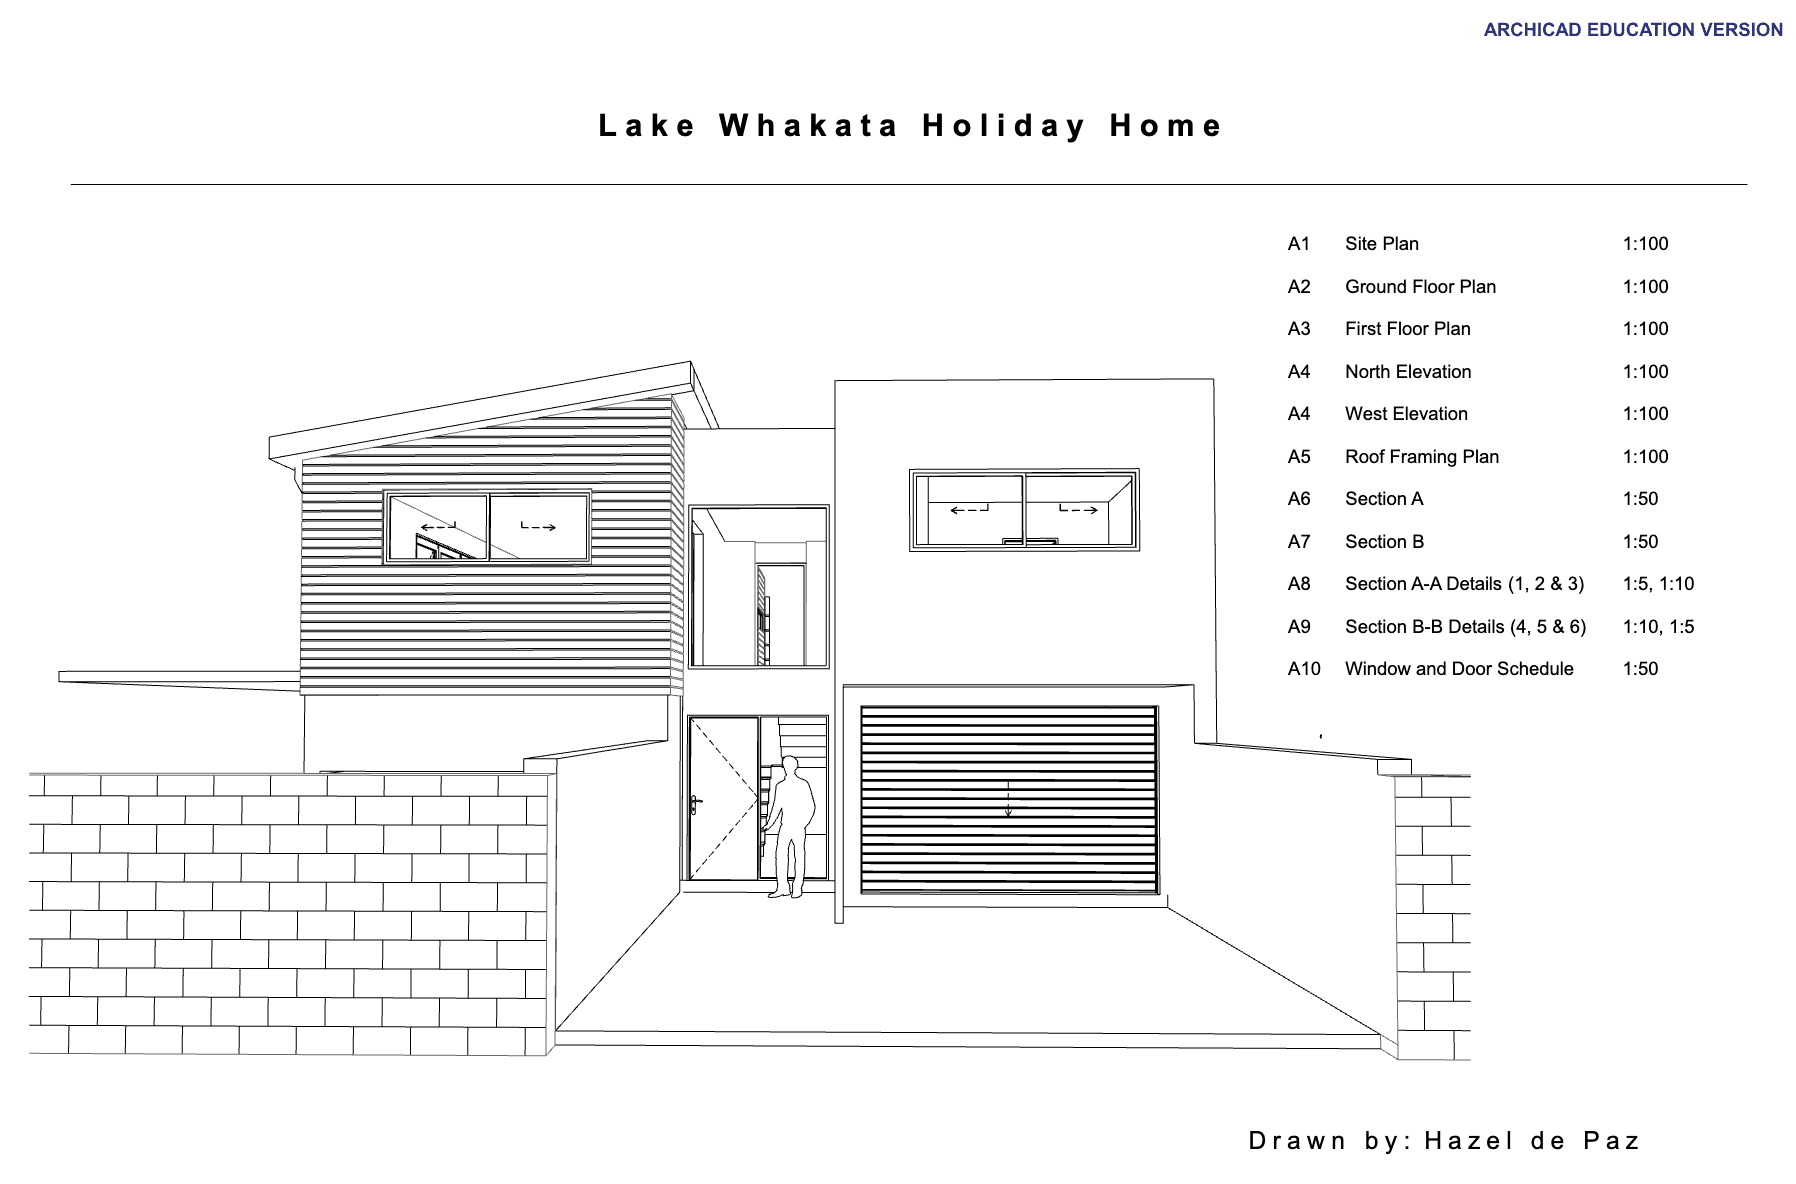 ARCHICAD EDUCATION VERSION
Lake Whakata Holiday Home
A1 Site Plan 1:100
A2 Ground Floor Plan 1:100
A3 First Floor Plan 1:100
A4 North Elevation 1:100
A4 West Elevation 1:100
A5 Roof Framing Plan 1:100
A6 Section A 1:50
A7 Section B 1:50
A8 Section A-A Details (1, 2 & 3) 1:5, 1:10
A9 Section B-B Details (4, 5 & 6) 1:10, 1:5
A10 Window and Door Schedule 1:50
Drawn by: Hazel de Paz